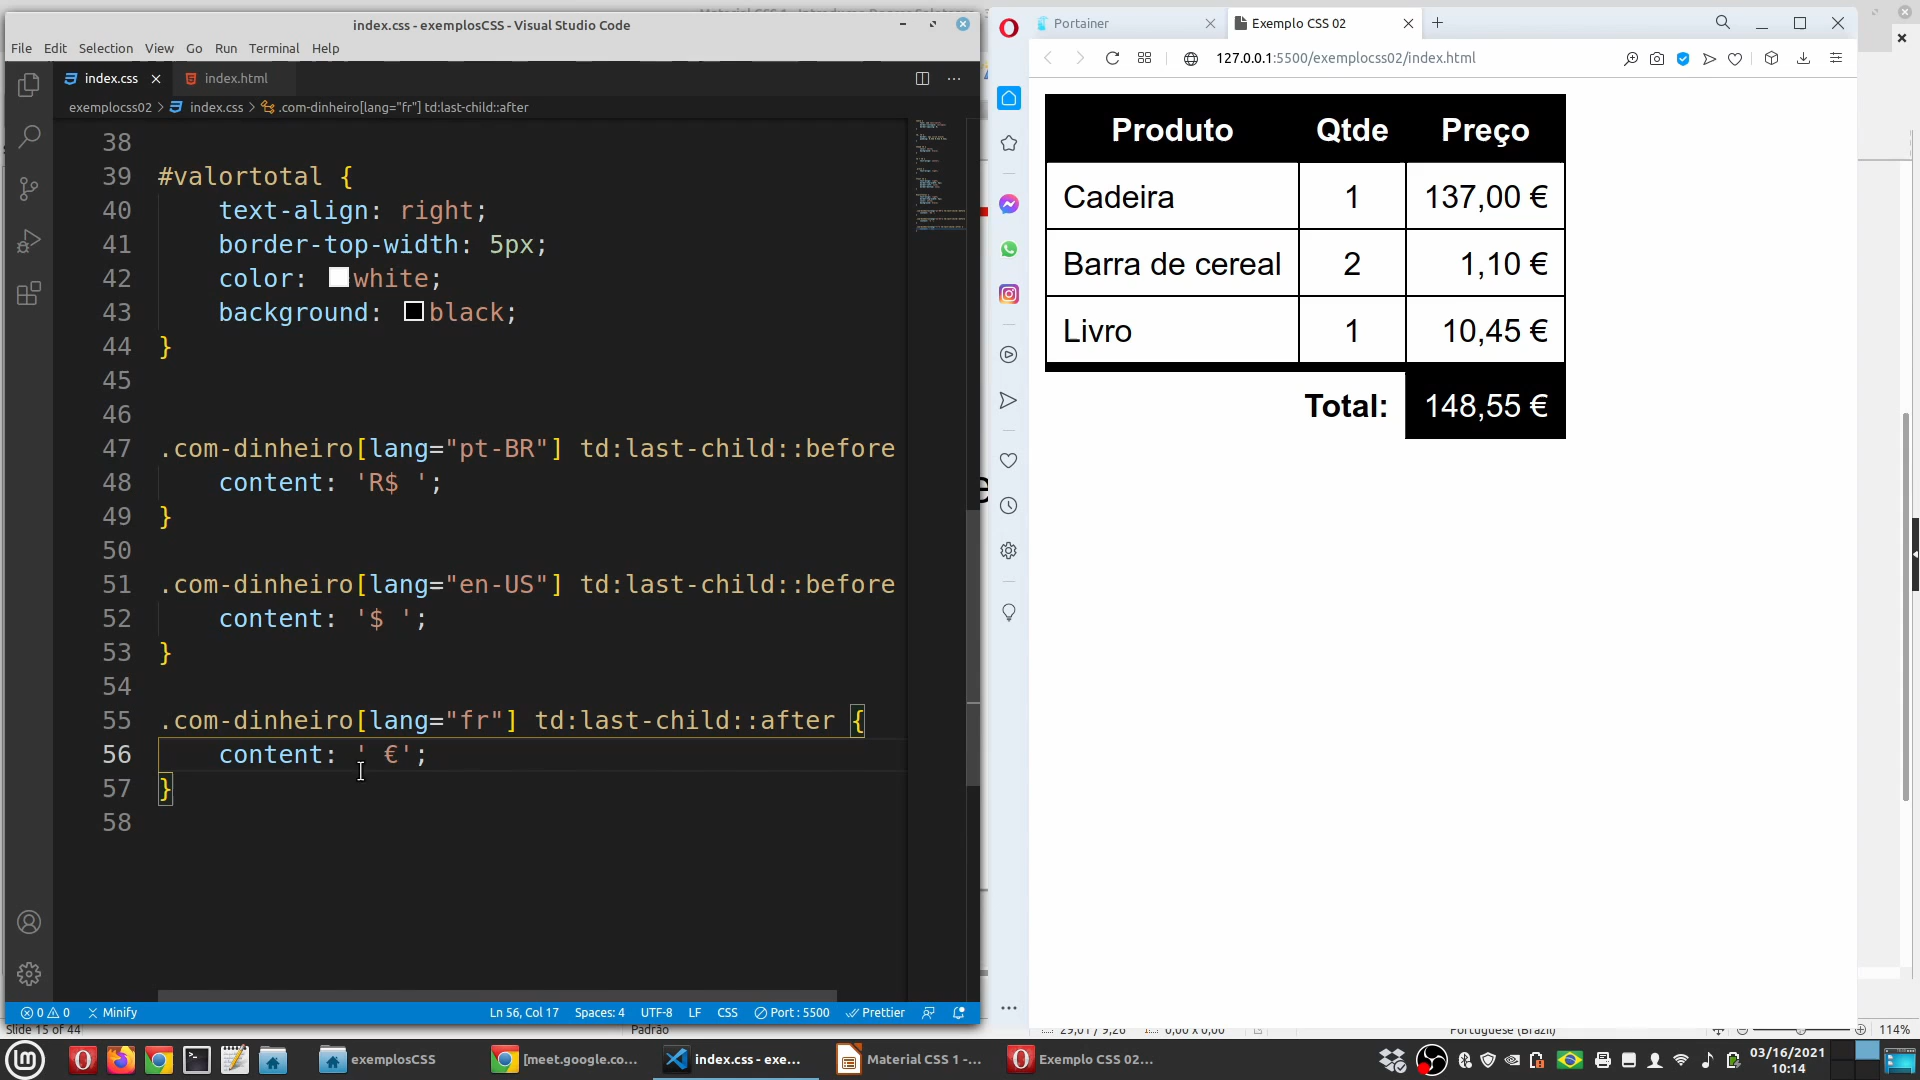 index.css - exemplosCSS - Visual Studio Code
File Edit Selection View Go Run Terminal Help
index.css
index.html
exemplocss02 > index.css > .com-dinheiro[lang="fr"] td:last-child::after
38
39 #valortotal {
40 text-align: right;
41 border-top-width: 5px;
42 color: white;
43 background: black;
44 }
45
46
47 .com-dinheiro[lang="pt-BR"] td:last-child::before
48 content: 'R$ ';
49 }
50
51 .com-dinheiro[lang="en-US"] td:last-child::before
52 content: '$ ';
53 }
54
55 .com-dinheiro[lang="fr"] td:last-child::after {
56 content: ' €';
57 }
58
0 0 Minify Ln 56, Col 17 Spaces: 4 UTF-8 LF CSS Port : 5500 Prettier
Portainer
Exemplo CSS 02
127.0.0.1:5500/exemplocss02/index.html
Produto Qtde Preço
Cadeira 1 137,00 €
Barra de cereal 2 1,10 €
Livro 1 10,45 €
Total: 148,55 €
Slide 15 of 44 Padrão 29,01 / 9,26 0,00 x 0,00 Portuguese (Brazil) 114%
exemplosCSS
[meet.google.co...
index.css - exe...
Material CSS 1 -...
Exemplo CSS 02...
03/16/2021
10:14